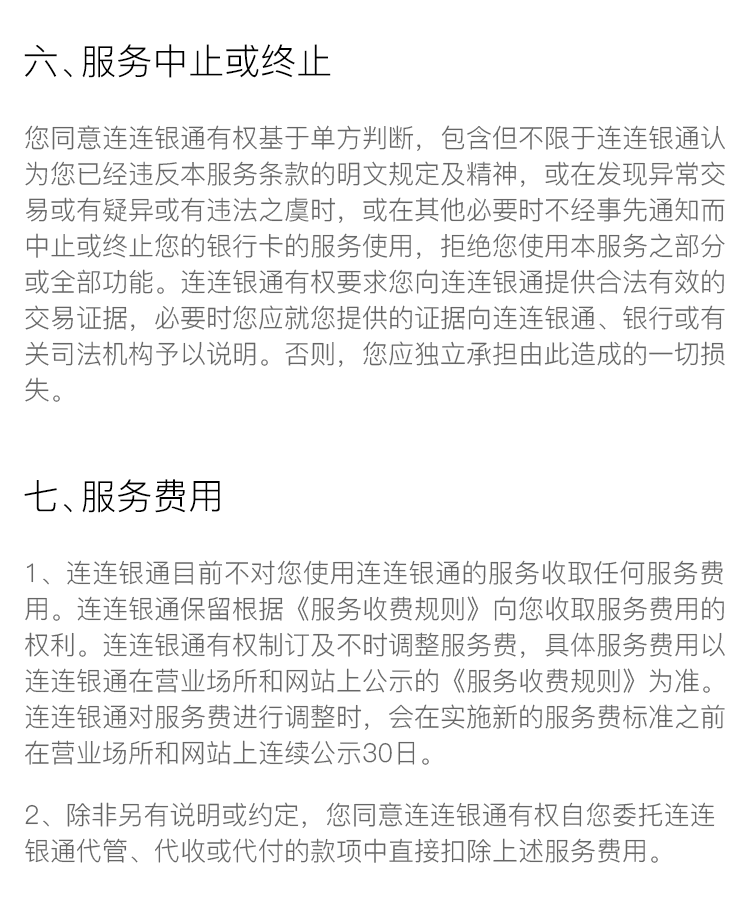 六、服务中止或终止
您同意连连银通有权基于单方判断，包含但不限于连连银通认
为您已经违反本服务条款的明文规定及精神，或在发现异常交
易或有疑异或有违法之虞时，或在其他必要时不经事先通知而
中止或终止您的银行卡的服务使用，拒绝您使用本服务之部分
或全部功能。连连银通有权要求您向连连银通提供合法有效的
交易证据，必要时您应就您提供的证据向连连银通、银行或有
关司法机构予以说明。否则，您应独立承担由此造成的一切损
失。
七、服务费用
1、连连银通目前不对您使用连连银通的服务收取任何服务费
用。连连银通保留根据《服务收费规则》向您收取服务费用的
权利。连连银通有权制订及不时调整服务费，具体服务费用以
连连银通在营业场所和网站上公示的《服务收费规则》为准。
连连银通对服务费进行调整时，会在实施新的服务费标准之前
在营业场所和网站上连续公示30日。
2、除非另有说明或约定，您同意连连银通有权自您委托连连
银通代管、代收或代付的款项中直接扣除上述服务费用。